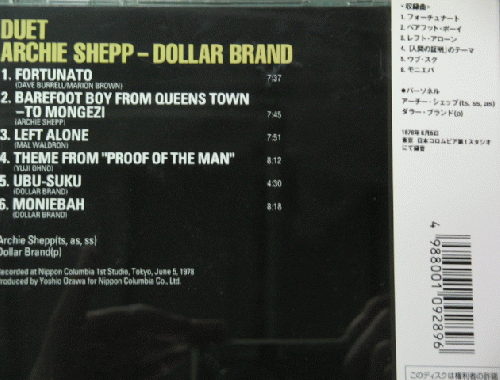 DUET
ARCHIE SHEPP – DOLLAR BRAND
1. FORTUNATO 7:37
(DAVE BURRELL/MARION BROWN)
2. BAREFOOT BOY FROM QUEENS TOWN
–TO MONGEZI 7:45
(ARCHIE SHEPP)
3. LEFT ALONE 7:51
(MAL WALDRON)
4. THEME FROM "PROOF OF THE MAN" 8:12
(YUJI OHNO)
5. UBU-SUKU 4:30
(DOLLAR BRAND)
6. MONIEBAH 8:18
(DOLLAR BRAND)
Archie Shepp(ts, as, ss)
Dollar Brand(p)
Recorded at Nippon Columbia 1st Studio, Tokyo, June 5, 1978
Produced by Yoshio Ozawa for Nippon Columbia Co., Ltd.
<収録曲>
1. フォーチュナート
2. ベアフット・ボーイ
3. レフト・アローン
4. 「人間の証明」のテーマ
5. ウブ・スク
6. モニエバ
●パーソネル
アーチー・シェップ(ts, ss, as)
ダラー・ブランド(p)
1978年6月5日
東京 日本コロムビア第1スタジオ
にて録音
4 988001 092896
このディスクは権利者の許諾